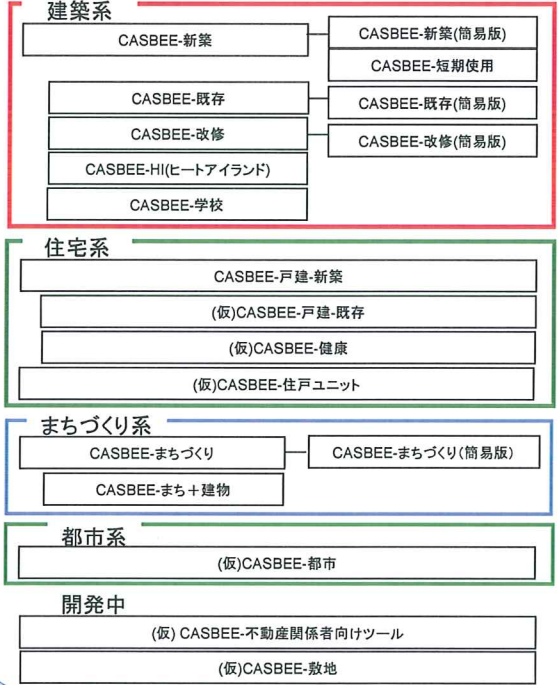 建築系
CASBEE-新築
CASBEE-新築(簡易版)
CASBEE-短期使用
CASBEE-既存
CASBEE-既存(簡易版)
CASBEE-改修
CASBEE-改修(簡易版)
CASBEE-HI(ヒートアイランド)
CASBEE-学校
住宅系
CASBEE-戸建-新築
(仮)CASBEE-戸建-既存
(仮)CASBEE-健康
(仮)CASBEE-住戸ユニット
まちづくり系
CASBEE-まちづくり
CASBEE-まちづくり(簡易版)
CASBEE-まち+建物
都市系
(仮)CASBEE-都市
開発中
(仮) CASBEE-不動産関係者向けツール
(仮)CASBEE-敷地